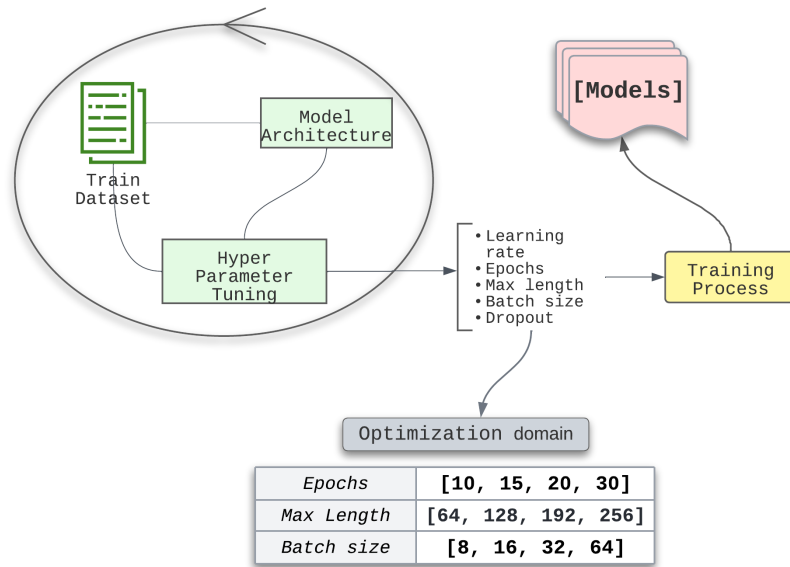 [Models]
Model
Architecture
Train
Dataset
Hyper
Parameter
Tuning
• Learning
rate
• Epochs
• Max length
• Batch size
• Dropout
Training
Process
Optimization domain
Epochs [10, 15, 20, 30]
Max Length [64, 128, 192, 256]
Batch size [8, 16, 32, 64]